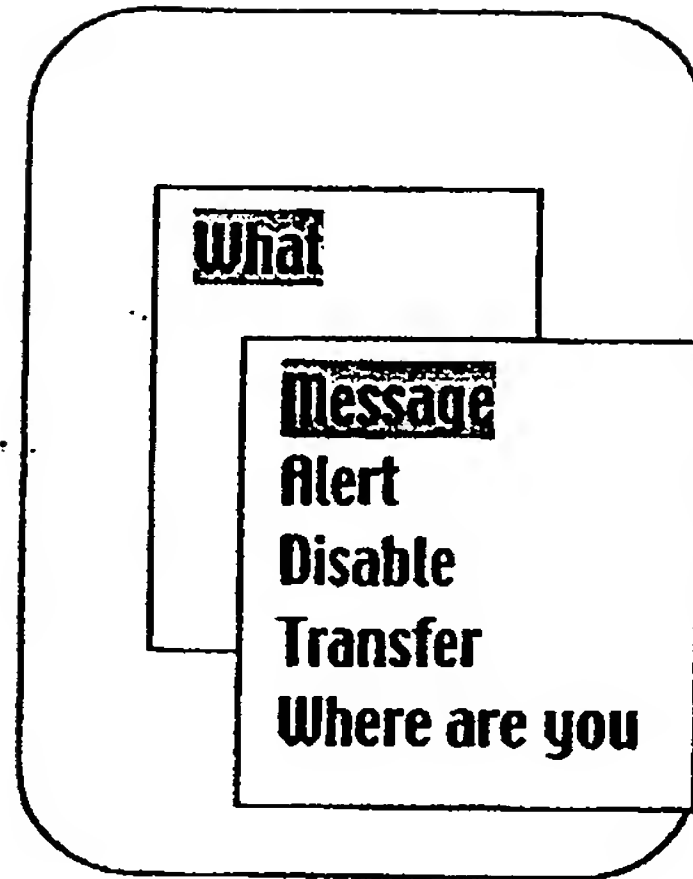 What
Message
Alert
Disable
Transfer
Where are you